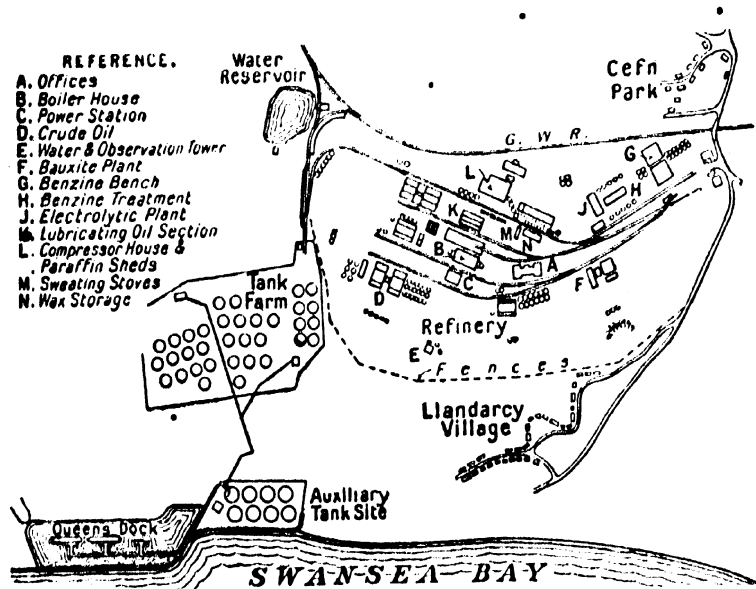 REFERENCE.
A. Offices
B. Boiler House
C. Power Station
D. Crude Oil
E. Water & Observation Tower
F. Bauxite Plant
G. Benzine Bench
H. Benzine Treatment
J. Electrolytic Plant
K. Lubricating Oil Section
L. Compressor House &
Paraffin Sheds
M. Sweating Stoves
N. Wax Storage
Water
Reservoir
Cefn
Park
G. W R.
G
L
H
J
K
M
N
B
A
C
F
D
Tank
Farm
Refinery
E
Fences
Llandarcy
Village
Auxiliary
Tank Site
Queens Dock
SWANSEA BAY